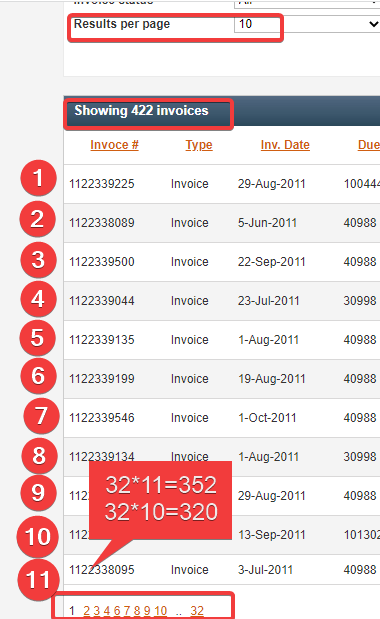 Results per page 10
Showing 422 invoices
Invoce # Type Inv. Date Due
1 1122339225 Invoice 29-Aug-2011
2 1122338089 Invoice 5-Jun-2011 40988
3 1122339500 Invoice 22-Sep-2011 40988
4 1122339044 Invoice 23-Jul-2011 30998
5 1122339135 Invoice 1-Aug-2011 40988
6 1122339199 Invoice 19-Aug-2011 40988
7 1122339546 Invoice 1-Oct-2011 40988
8 1122339134 Invoice 1-Aug-2011 30998
9 29-Aug-2011 40988
32*11=352
32*10=320
10 13-Sep-2011
11 1122338095 Invoice 3-Jul-2011 40988
1 2 3 4 5 6 7 8 9 10 .. 32